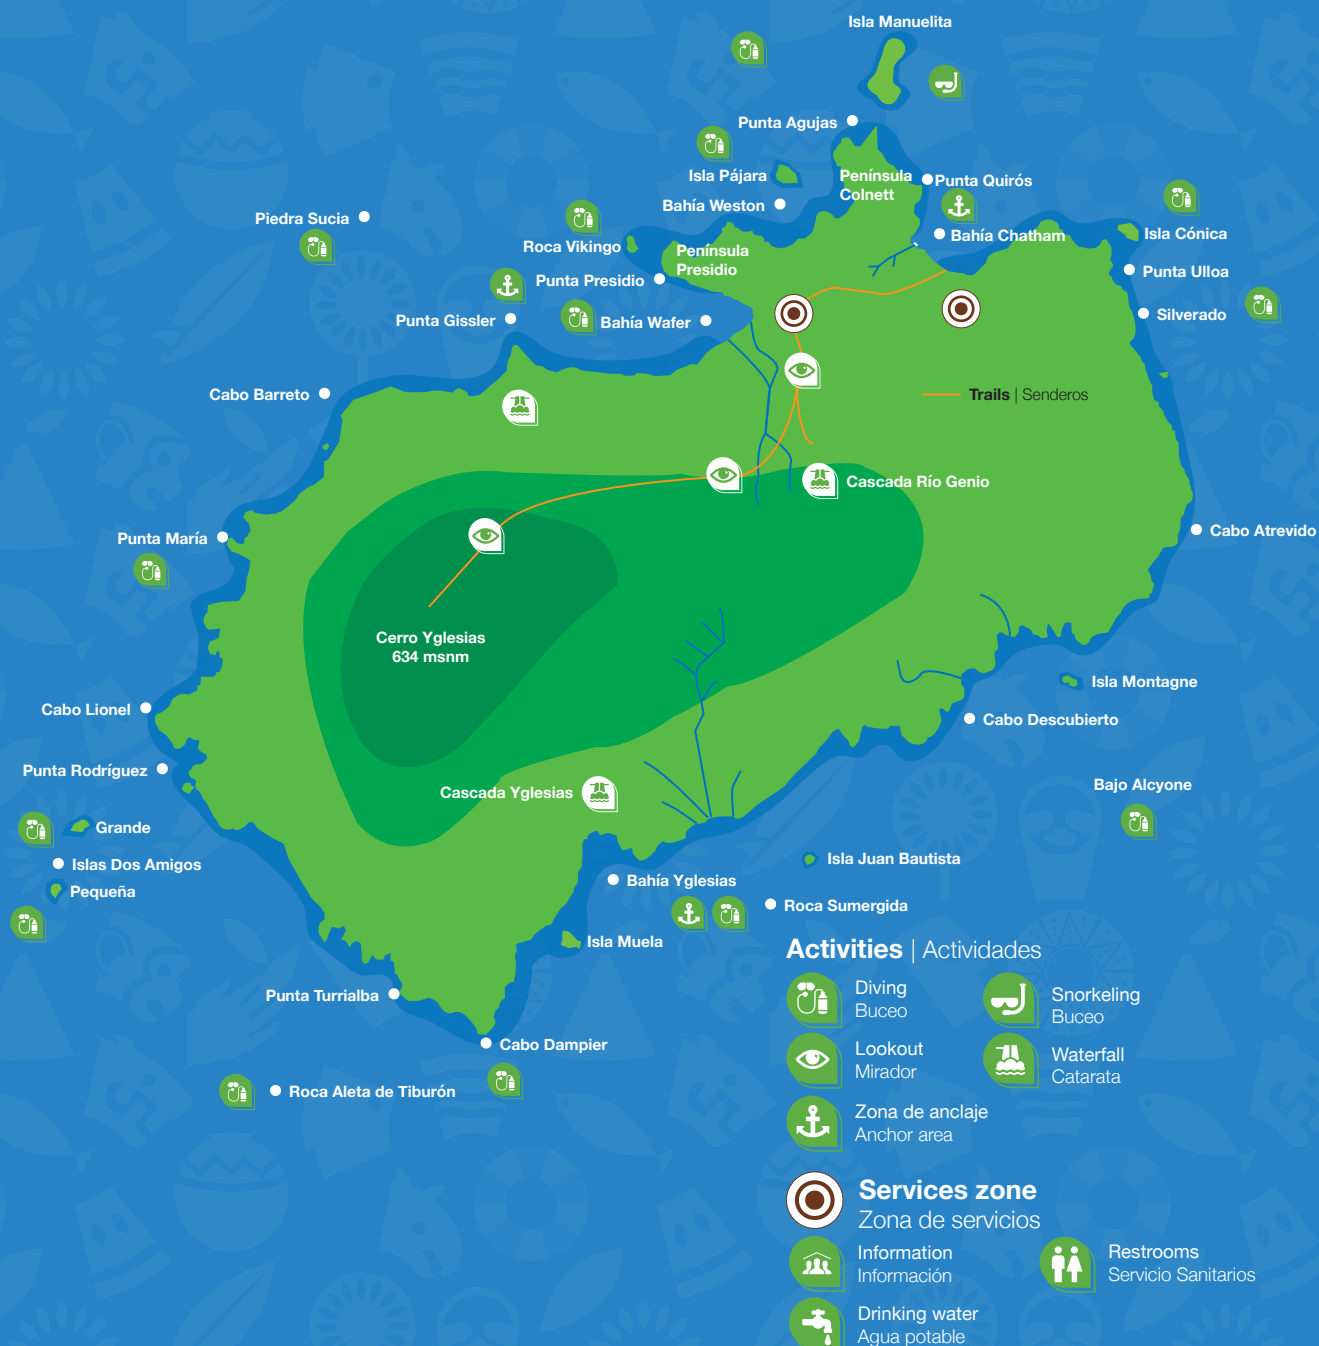 Isla Manuelita
Punta Agujas
Isla Pájara
Península
Colnett
Punta Quirós
Bahía Weston
Piedra Sucia
Roca Vikingo
Península
Presidio
Bahía Chatham
Isla Cónica
Punta Presidio
Punta Ulloa
Punta Gissler
Bahía Wafer
Silverado
Cabo Barreto
Trails | Senderos
Cascada Río Genio
Cabo Atrevido
Punta María
Cerro Yglesias
634 msnm
Isla Montagne
Cabo Lionel
Cabo Descubierto
Punta Rodríguez
Bajo Alcyone
Cascada Yglesias
Grande
Islas Dos Amigos
Isla Juan Bautista
Pequeña
Bahía Yglesias
Roca Sumergida
Isla Muela
Punta Turrialba
Cabo Dampier
Roca Aleta de Tiburón
Activities | Actividades
Diving
Buceo
Snorkeling
Buceo
Lookout
Mirador
Waterfall
Catarata
Zona de anclaje
Anchor area
Services zone
Zona de servicios
Information
Información
Restrooms
Servicio Sanitarios
Drinking water
Agua potable